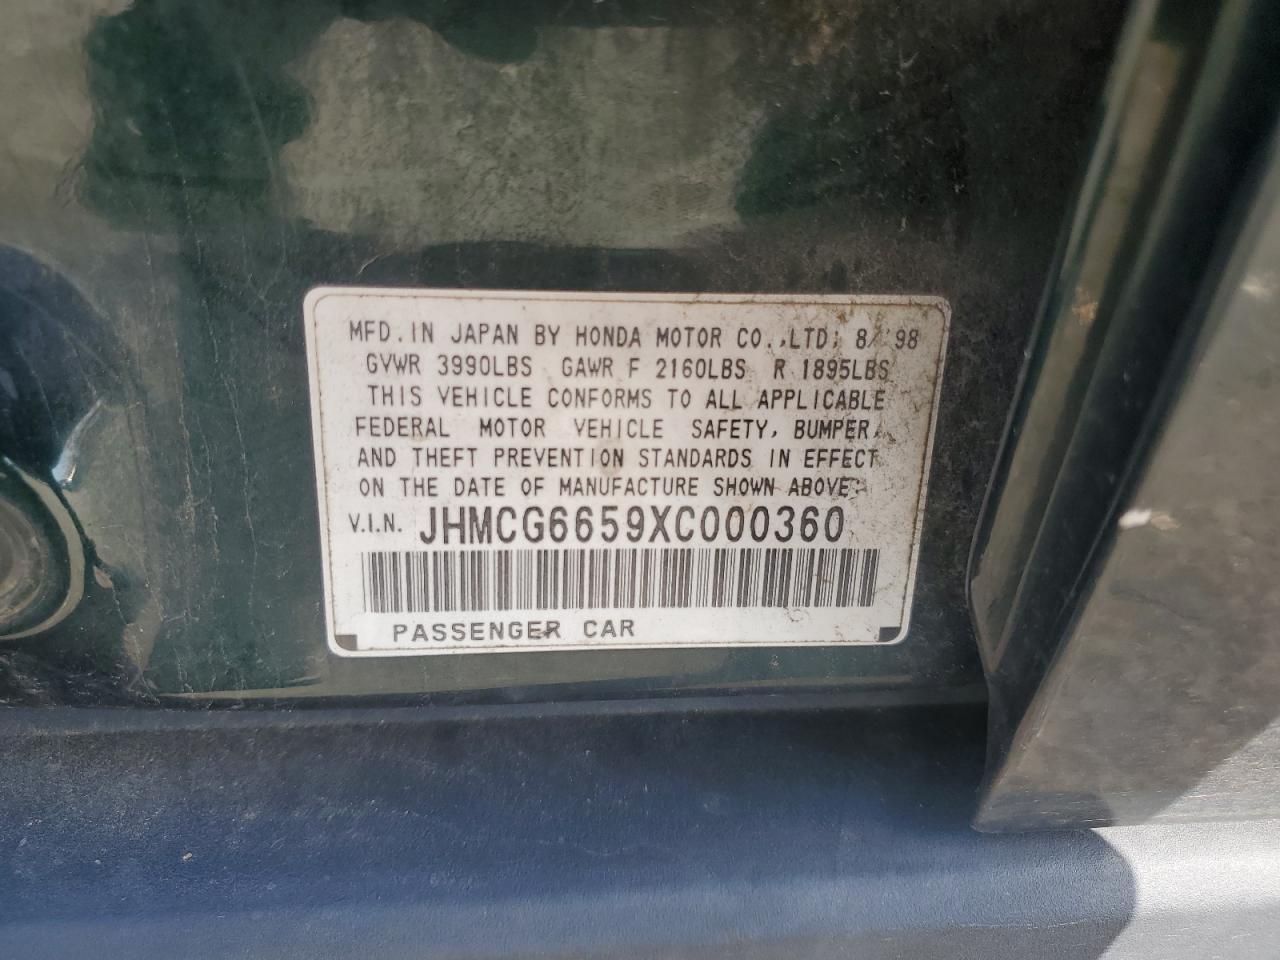 MFD. IN JAPAN BY HONDA MOTOR CO.,LTD; 8/'98
GVWR 3990LBS GAWR F 2160LBS R 1895LBS
THIS VEHICLE CONFORMS TO ALL APPLICABLE
FEDERAL MOTOR VEHICLE SAFETY, BUMPER,
AND THEFT PREVENTION STANDARDS IN EFFECT
ON THE DATE OF MANUFACTURE SHOWN ABOVE.
V.I.N. JHMCG6659XC000360
PASSENGER CAR